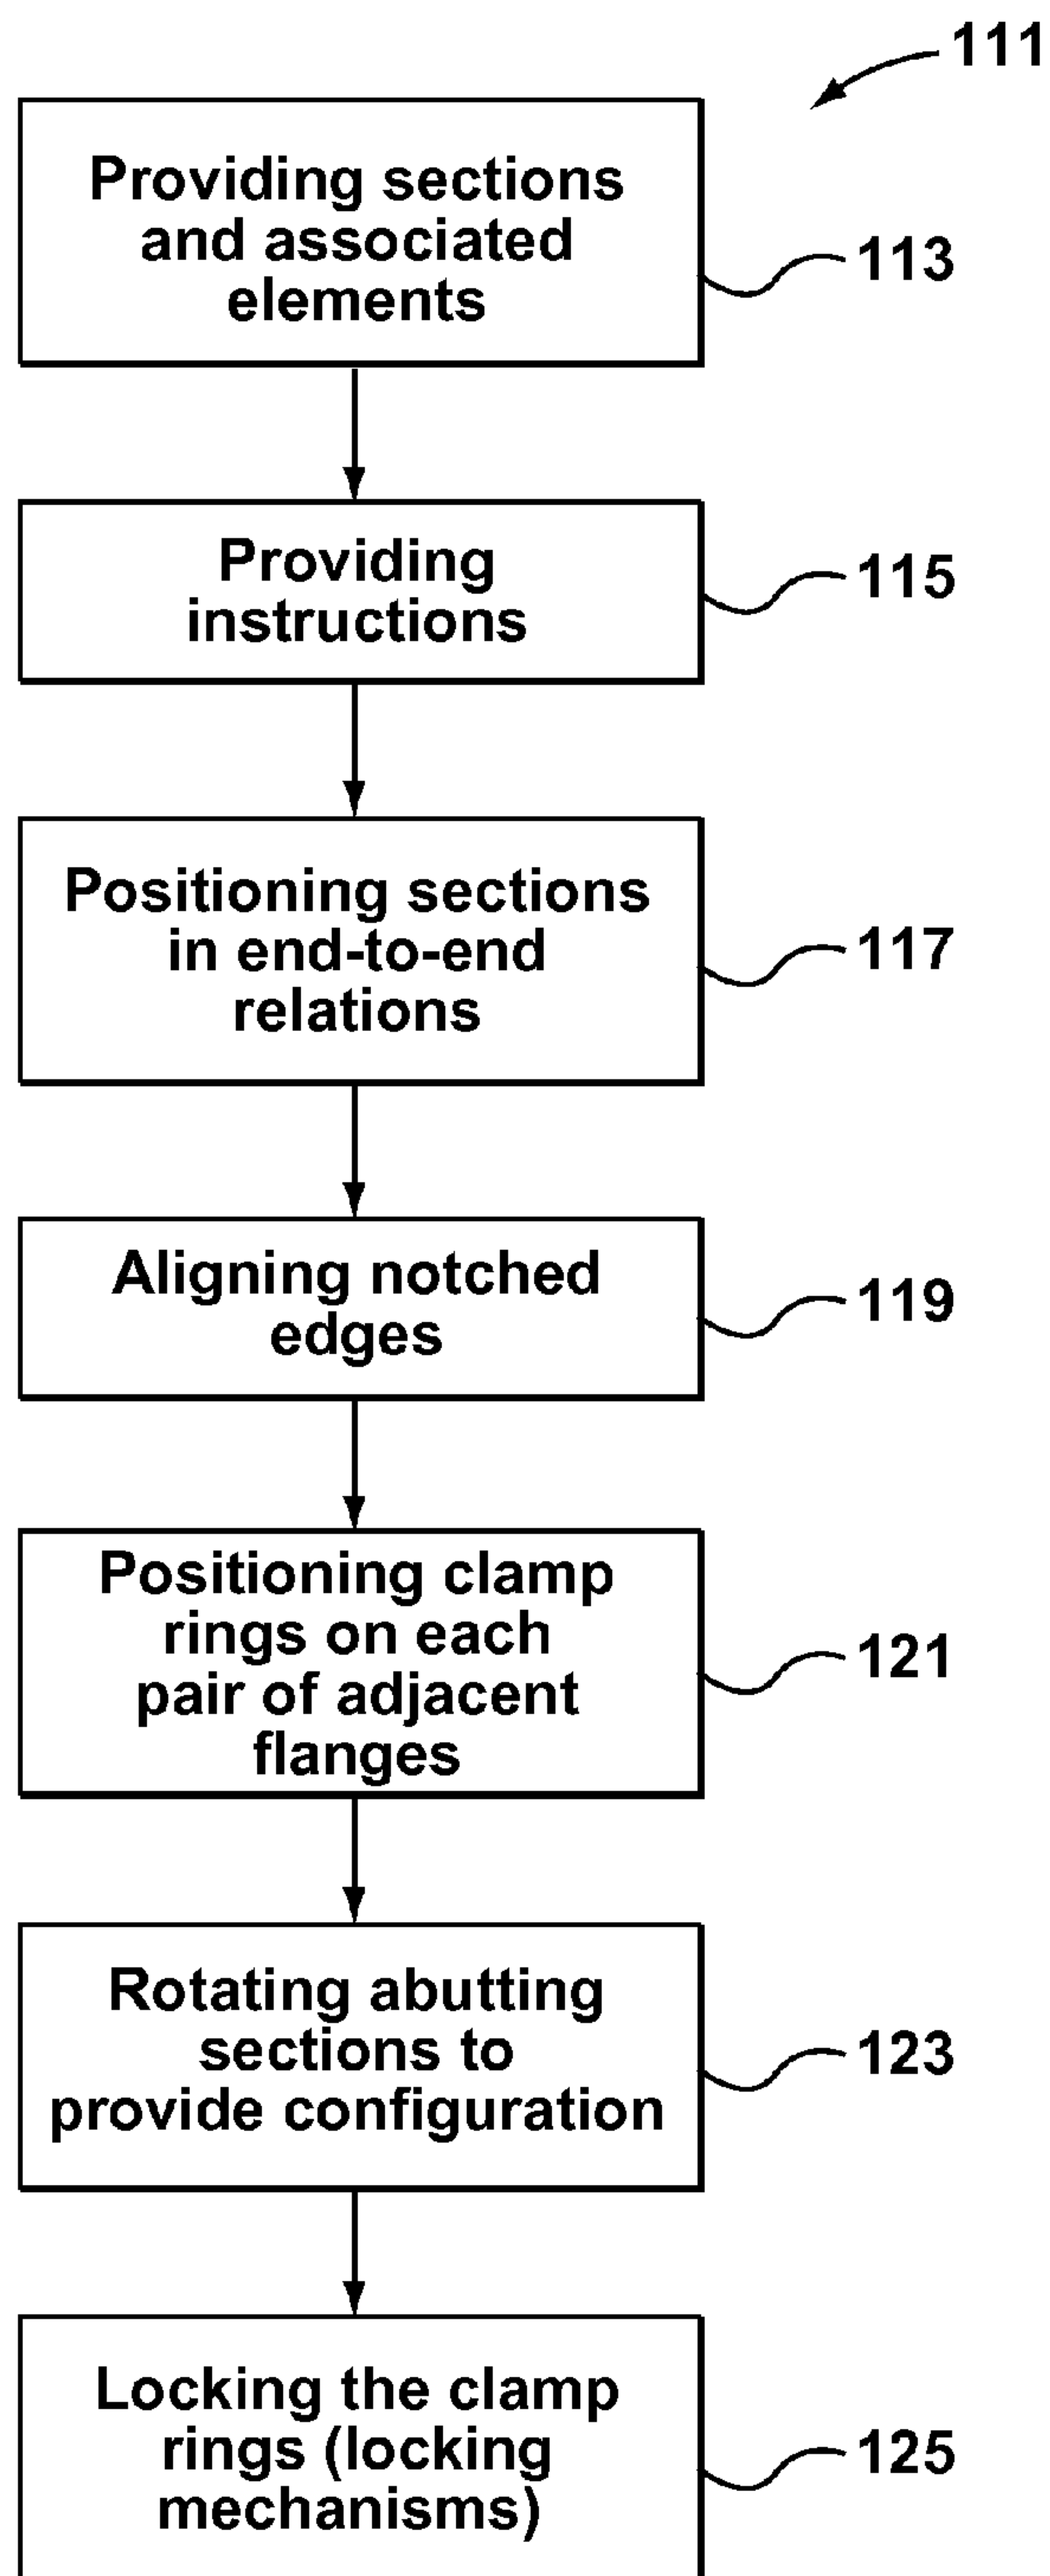 111
Providing sections
and associated
elements
113
Providing
instructions
115
Positioning sections
in end-to-end
relations
117
Aligning notched
edges
119
Positioning clamp
rings on each
pair of adjacent
flanges
121
Rotating abutting
sections to
provide configuration
123
Locking the clamp
rings (locking
mechanisms)
125